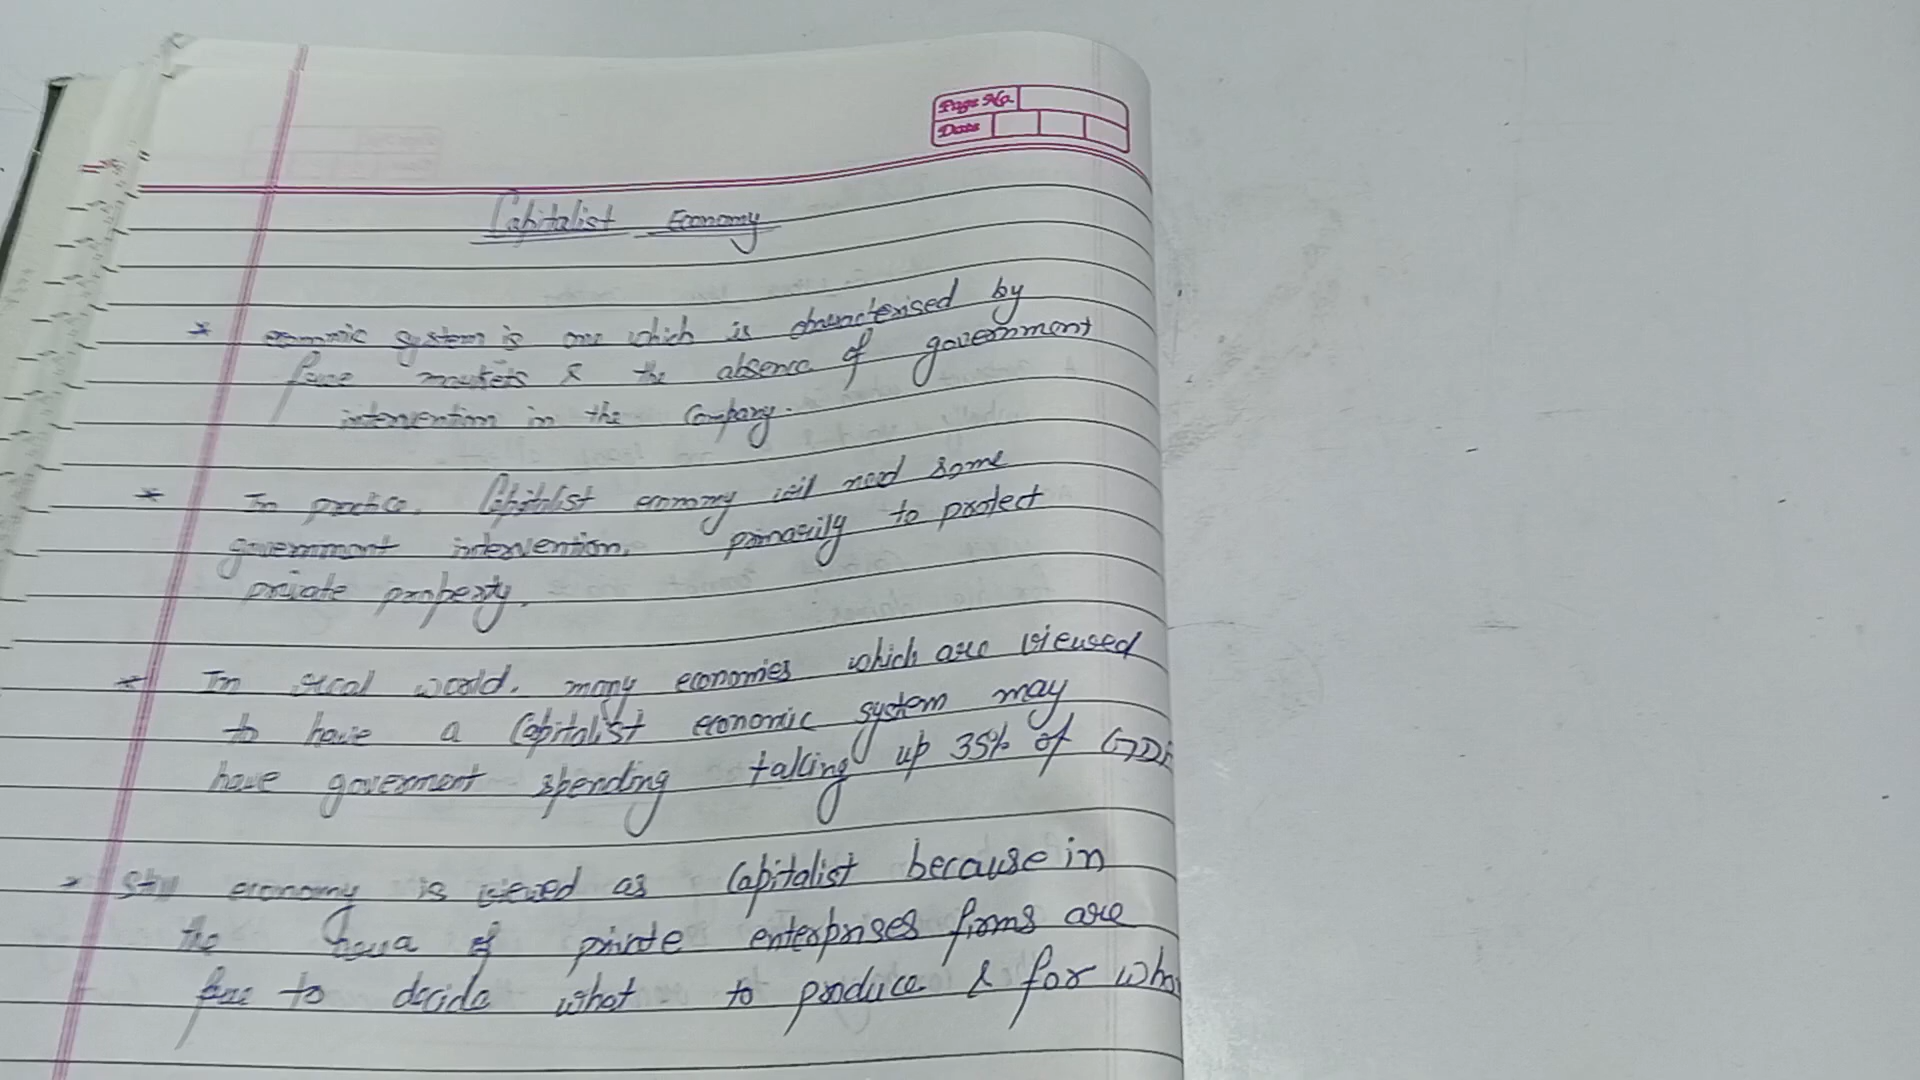 Page No.
Date
Capitalist Economy
* economic system is one which is characterised by
free markets & the absence of government
intervention in the Company.
* In practice. Capitalist economy will need some
government intervention. primarily to protect
private property.
* In real world. many economies which are viewed
to have a Capitalist economic system may
have goverment spending taking up 35% of GDP
* Still economy is viewed as Capitalist because in
the of private enterprises firms are
free to decide what to produce & for